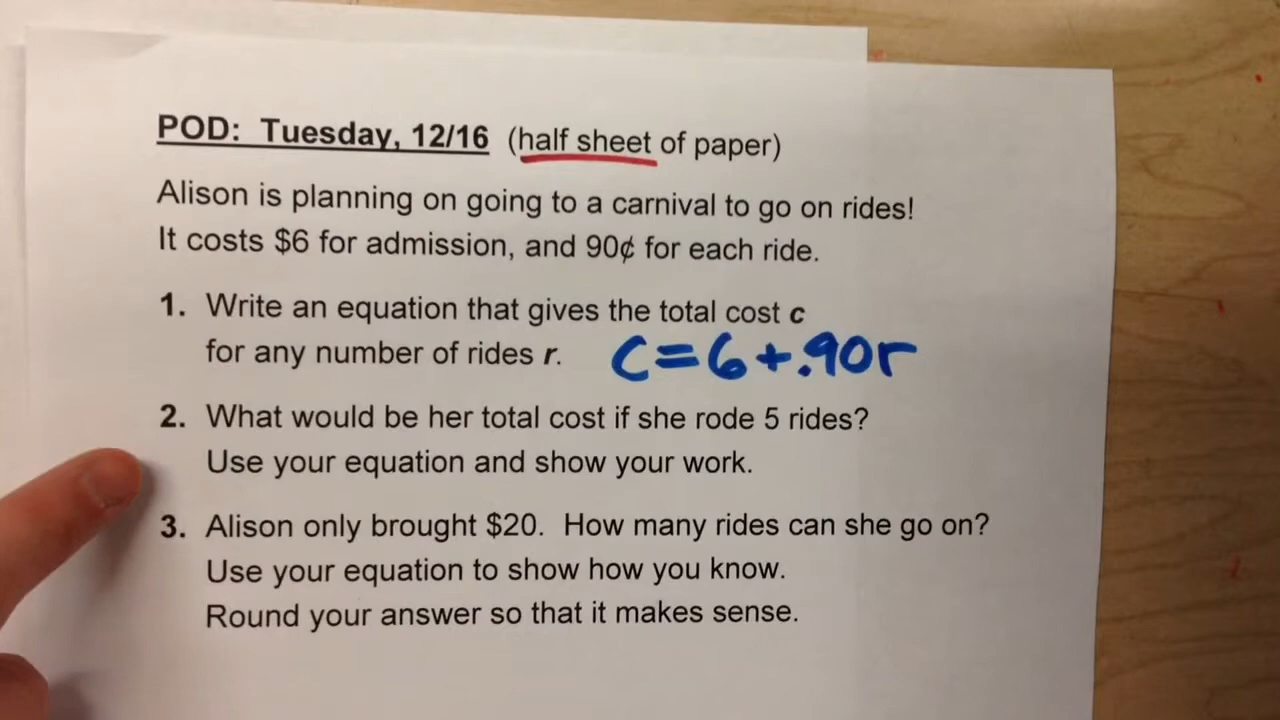 POD: Tuesday, 12/16 (half sheet of paper)
Alison is planning on going to a carnival to go on rides!
It costs $6 for admission, and 90¢ for each ride.
1. Write an equation that gives the total cost c
for any number of rides r. C=6+.90r
2. What would be her total cost if she rode 5 rides?
Use your equation and show your work.
3. Alison only brought $20. How many rides can she go on?
Use your equation to show how you know.
Round your answer so that it makes sense.